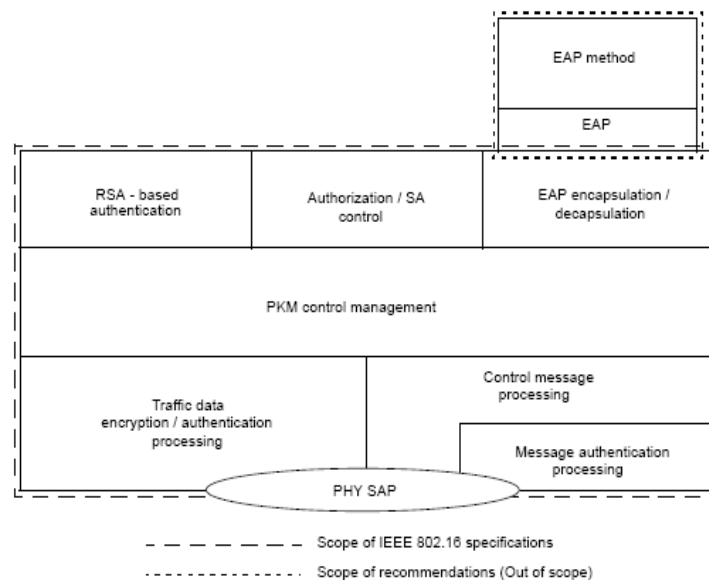 EAP method
EAP
RSA - based
authentication
Authorization / SA
control
EAP encapsulation /
decapsulation
PKM control management
Traffic data
encryption / authentication
processing
Control message
processing
Message authentication
processing
PHY SAP
Scope of IEEE 802.16 specifications
Scope of recommendations (Out of scope)